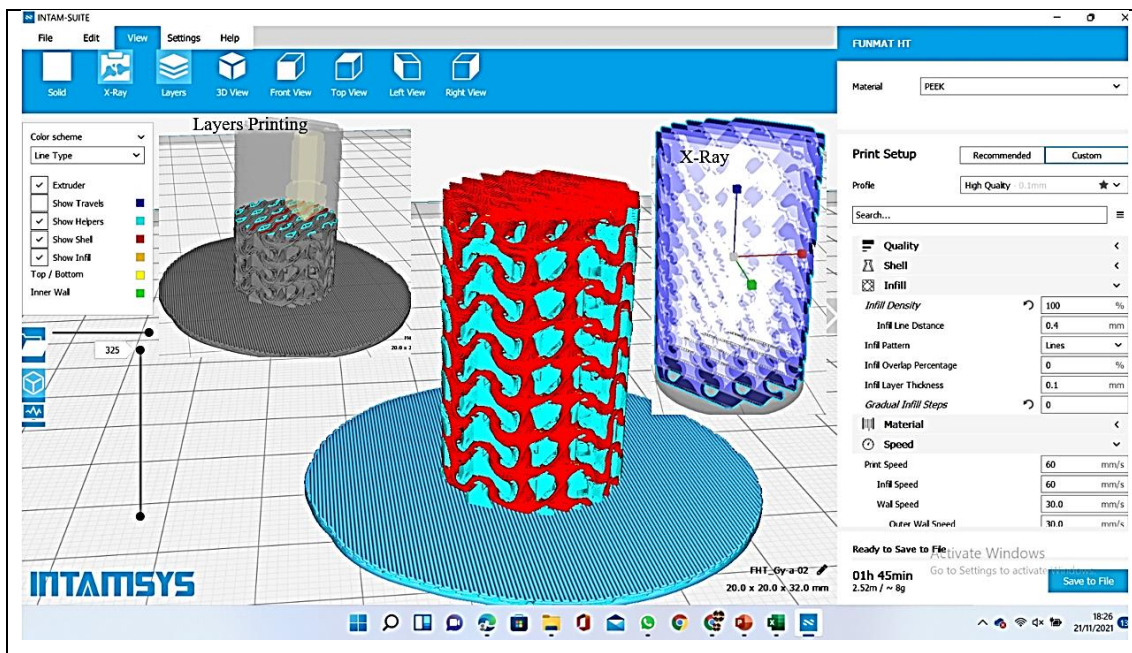 INTAM-SUITE
File Edit View Settings Help
Solid X-Ray Layers 3D View Front View Top View Left View Right View
FUNMAT HT
Material PEEK
Color scheme
Line Type
Extruder
Show Travels
Show Helpers
Show Shell
Show Infill
Top / Bottom
Inner Wall
325
Layers Printing
20.0 x 2
X-Ray
Print Setup Recommended Custom
Profile High Quality - 0.1mm
Search...
Quality
Shell
Infill
Infill Density 100 %
Infill Line Distance 0.4 mm
Infill Pattern Lines
Infill Overlap Percentage 0 %
Infill Layer Thickness 0.1 mm
Gradual Infill Steps 0
Material
Speed
Print Speed 60 mm/s
Infill Speed 60 mm/s
Wall Speed 30.0 mm/s
Outer Wall Speed 30.0 mm/s
Ready to Save to File
Activate Windows
Go to Settings to activate Windows.
01h 45min
2.52m / ~ 8g
Save to File
INTAMSYS
FHT_Gy-a-02
20.0 x 20.0 x 32.0 mm
18:26
21/11/2021
13